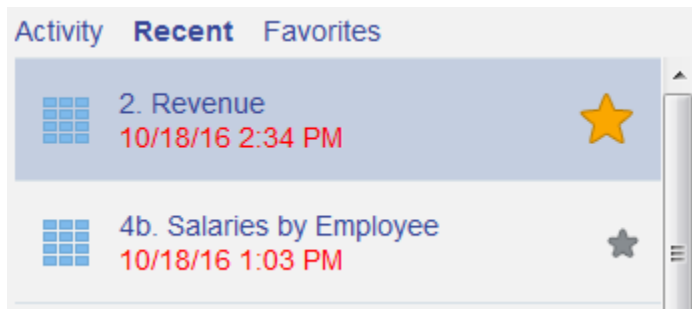 Activity Recent Favorites
2. Revenue
10/18/16 2:34 PM
4b. Salaries by Employee
10/18/16 1:03 PM